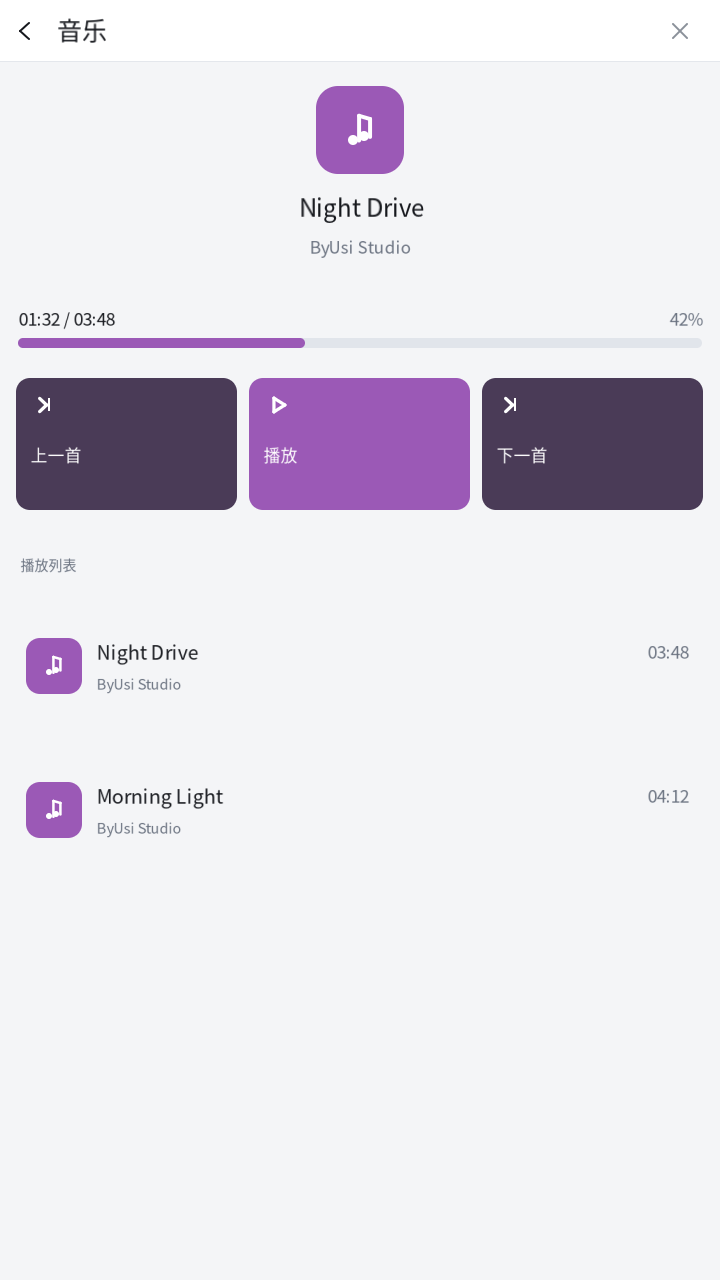 音乐
Night Drive
ByUsi Studio
01:32 / 03:48 42%
上一首 播放 下一首
播放列表
Night Drive 03:48
ByUsi Studio
Morning Light 04:12
ByUsi Studio